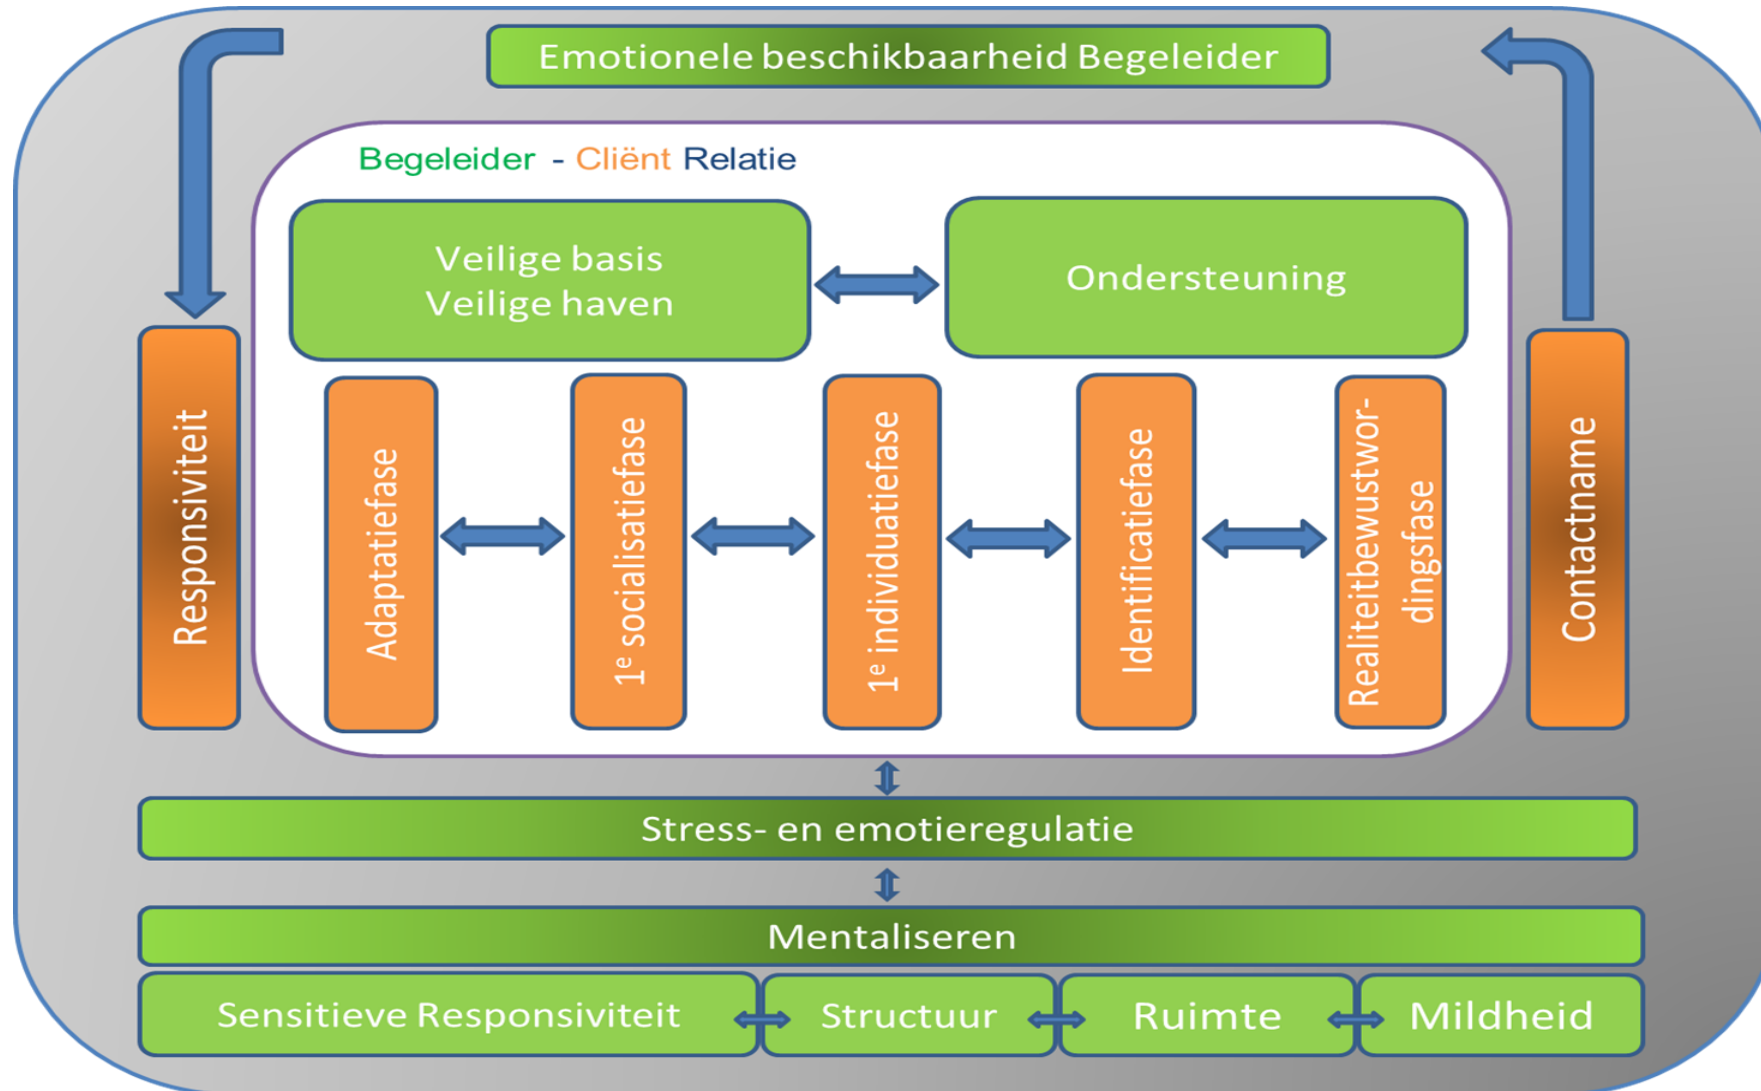 Emotionele beschikbaarheid Begeleider
Begeleider - Cliënt Relatie
Veilige basis
Veilige haven
Ondersteuning
Responsiviteit
Adaptatiefase
1e socialisatiefase
1e individuatiefase
Identificatiefase
Realiteitbewustwor-
dingsfase
Contactname
Stress- en emotieregulatie
Mentaliseren
Sensitieve Responsiviteit
Structuur
Ruimte
Mildheid